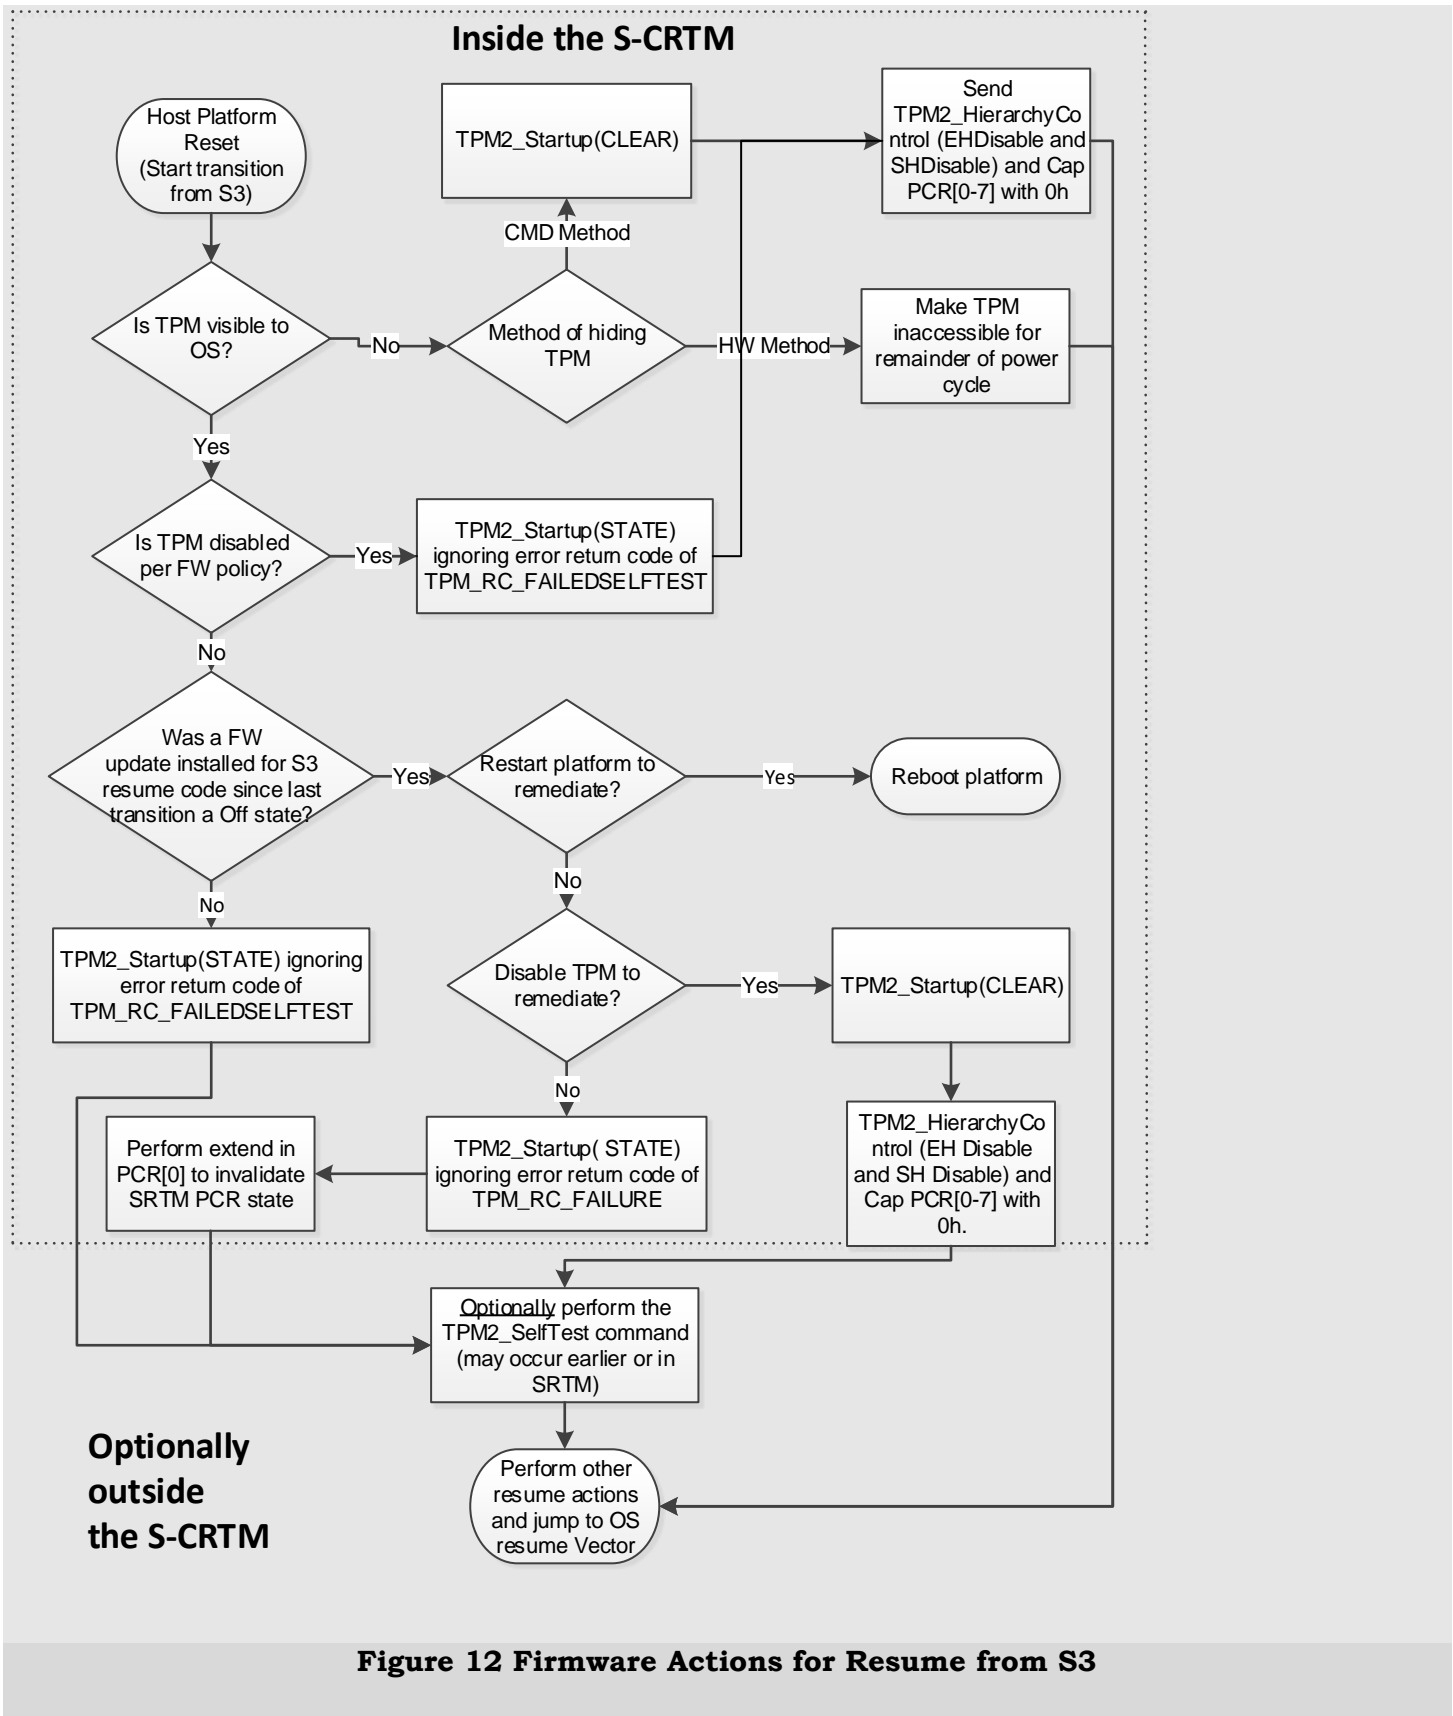 Inside the S-CRTM
Host Platform
Reset
(Start transition
from S3)
TPM2_Startup(CLEAR)
Send
TPM2_HierarchyCo
ntrol (EHDisable and
SHDisable) and Cap
PCR[0-7] with 0h
CMD Method
Is TPM visible to
OS?
No
Method of hiding
TPM
HW Method
Make TPM
inaccessible for
remainder of power
cycle
Yes
Is TPM disabled
per FW policy?
Yes
TPM2_Startup(STATE)
ignoring error return code of
TPM_RC_FAILEDSELFTEST
No
Was a FW
update installed for S3
resume code since last
transition a Off state?
Yes
Restart platform to
remediate?
Yes
Reboot platform
No
No
TPM2_Startup(STATE) ignoring
error return code of
TPM_RC_FAILEDSELFTEST
Disable TPM to
remediate?
Yes
TPM2_Startup(CLEAR)
No
Perform extend in
PCR[0] to invalidate
SRTM PCR state
TPM2_Startup( STATE)
ignoring error return code of
TPM_RC_FAILURE
TPM2_HierarchyCo
ntrol (EH Disable
and SH Disable) and
Cap PCR[0-7] with
0h.
Optionally perform the
TPM2_SelfTest command
(may occur earlier or in
SRTM)
Optionally
outside
the S-CRTM
Perform other
resume actions
and jump to OS
resume Vector
Figure 12 Firmware Actions for Resume from S3